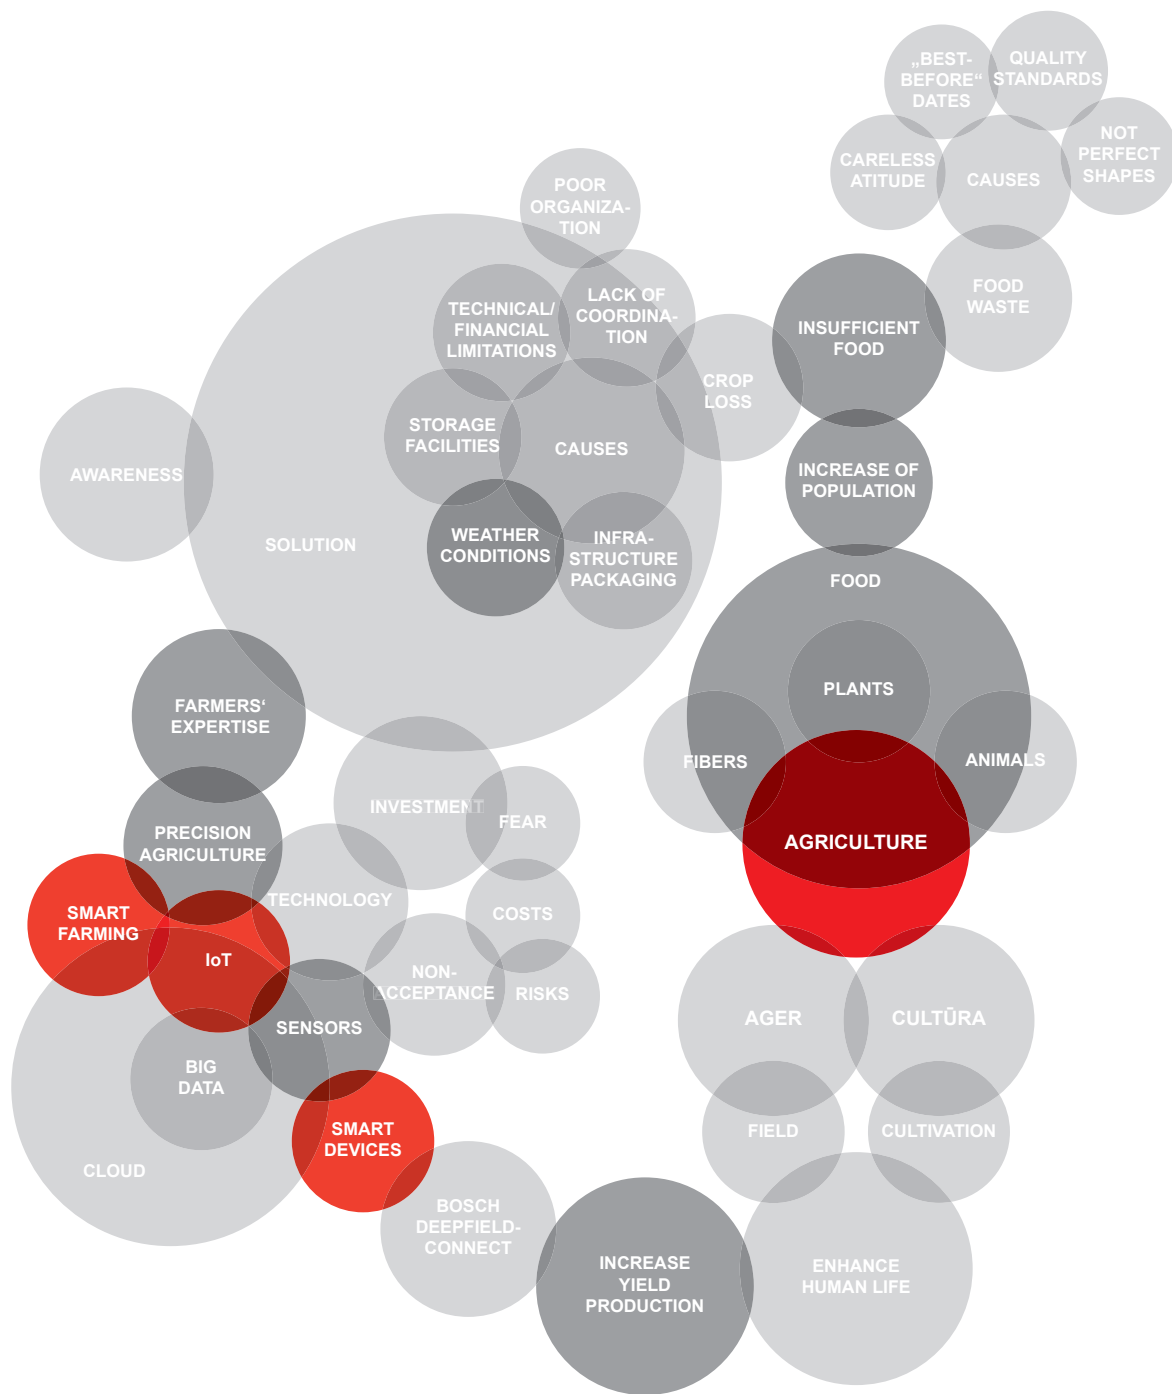 „BEST-
BEFORE“
DATES
QUALITY
STANDARDS
NOT
PERFECT
SHAPES
CARELESS
ATITUDE
CAUSES
POOR
ORGANIZA-
TION
FOOD
WASTE
LACK OF
COORDINA-
TION
TECHNICAL/
FINANCIAL
LIMITATIONS
INSUFFICIENT
FOOD
CROP
LOSS
STORAGE
FACILITIES
CAUSES
AWARENESS
INCREASE OF
POPULATION
SOLUTION
WEATHER
CONDITIONS
INFRA-
STRUCTURE
PACKAGING
FOOD
PLANTS
FARMERS‘
EXPERTISE
FIBERS
ANIMALS
INVESTMENT
FEAR
PRECISION
AGRICULTURE
AGRICULTURE
TECHNOLOGY
SMART
FARMING
COSTS
IoT
NON-
ACCEPTANCE
RISKS
SENSORS
AGER
CULTŪRA
BIG
DATA
SMART
DEVICES
FIELD
CULTIVATION
CLOUD
BOSCH
DEEPFIELD-
CONNECT
INCREASE
YIELD
PRODUCTION
ENHANCE
HUMAN LIFE